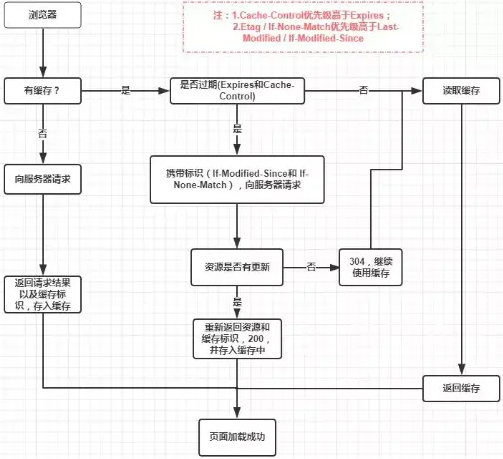 浏览器
注：1.Cache-Control优先级高于Expires；
2.Etag / If-None-Match优先级高于Last-
Modified / If-Modified-Since
有缓存？
是
是否过期(Expires和Cache-
Control)
否
读取缓存
否
是
向服务器请求
携带标识（If-Modified-Since和 If-
None-Match），向服务器请求
资源是否有更新
否
304，继续
使用缓存
返回请求结果
以及缓存标
识，存入缓存
是
重新返回资源和
缓存标识，200，
并存入缓存中
返回缓存
页面加载成功